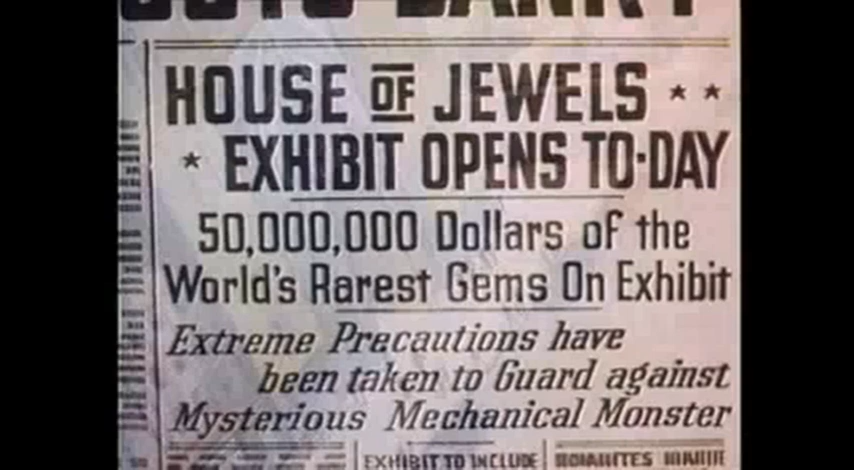 HOUSE OF JEWELS * *
* EXHIBIT OPENS TO-DAY
50,000,000 Dollars of the
World's Rarest Gems On Exhibit
Extreme Precautions have
been taken to Guard against
Mysterious Mechanical Monster
EXHIBIT TO INCLUDE